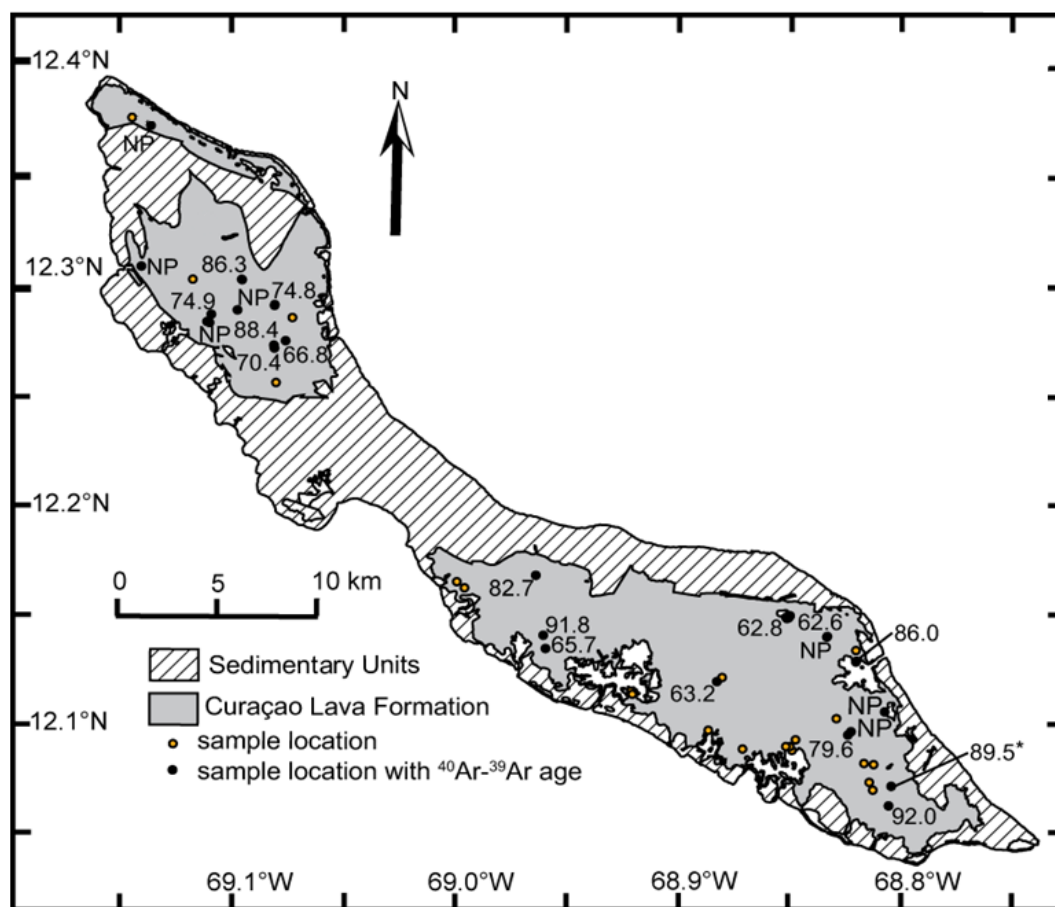 12.4°N
N
NP
12.3°N
NP
86.3
74.9
NP
74.8
NP
88.4
70.4
66.8
12.2°N
0 5 10 km
82.7
91.8
65.7
62.8
62.6
NP
86.0
63.2
Sedimentary Units
Curaçao Lava Formation
sample location
sample location with ⁴⁰Ar-³⁹Ar age
12.1°N
NP
NP
79.6
89.5*
92.0
69.1°W 69.0°W 68.9°W 68.8°W